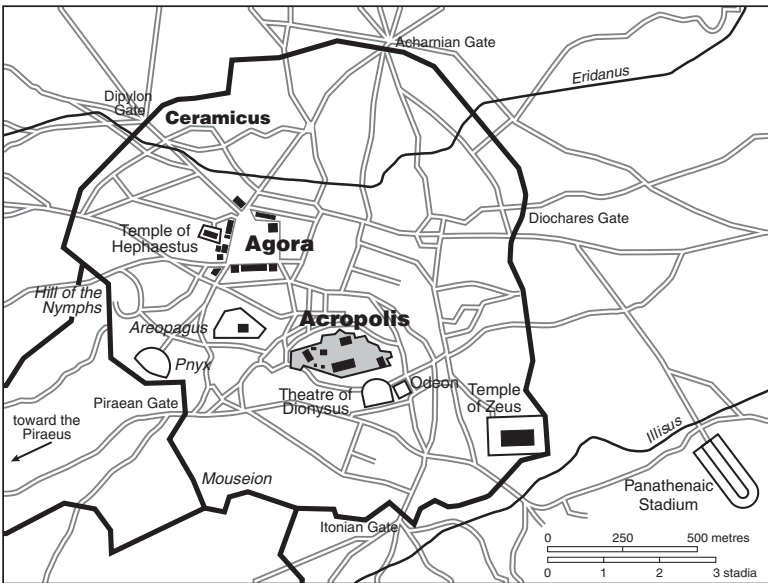 Acharnian Gate
Eridanus
Dipylon
Gate
Ceramicus
Diochares Gate
Temple of
Hephaestus
Agora
Hill of the
Nymphs
Areopagus
Acropolis
Pnyx
Theatre of
Dionysus
Odeon
Temple
of Zeus
Piraean Gate
toward the
Piraeus
Illisus
Mouseion
Panathenaic
Stadium
Itonian Gate
0 250 500 metres
0 1 2 3 stadia